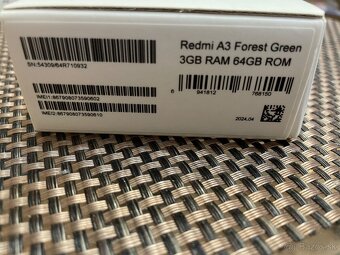 Redmi A3 Forest Green
3GB RAM 64GB ROM
SN:54309/64R710932
6 941812 768150
IMEI1:867908073590602
IMEI2:867908073590610
2024.04